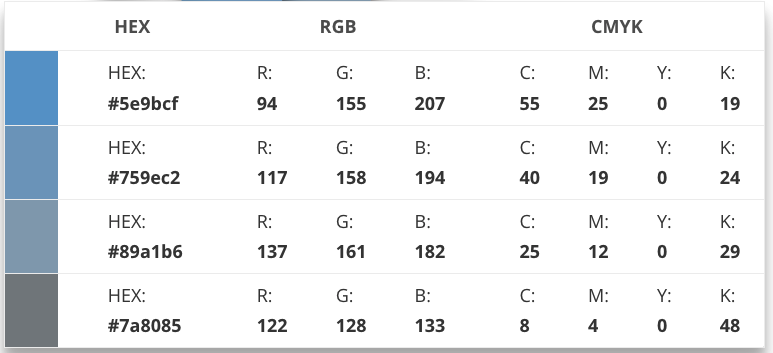 HEX RGB CMYK
HEX: R: G: B: C: M: Y: K:
#5e9bcf 94 155 207 55 25 0 19
HEX: R: G: B: C: M: Y: K:
#759ec2 117 158 194 40 19 0 24
HEX: R: G: B: C: M: Y: K:
#89a1b6 137 161 182 25 12 0 29
HEX: R: G: B: C: M: Y: K:
#7a8085 122 128 133 8 4 0 48